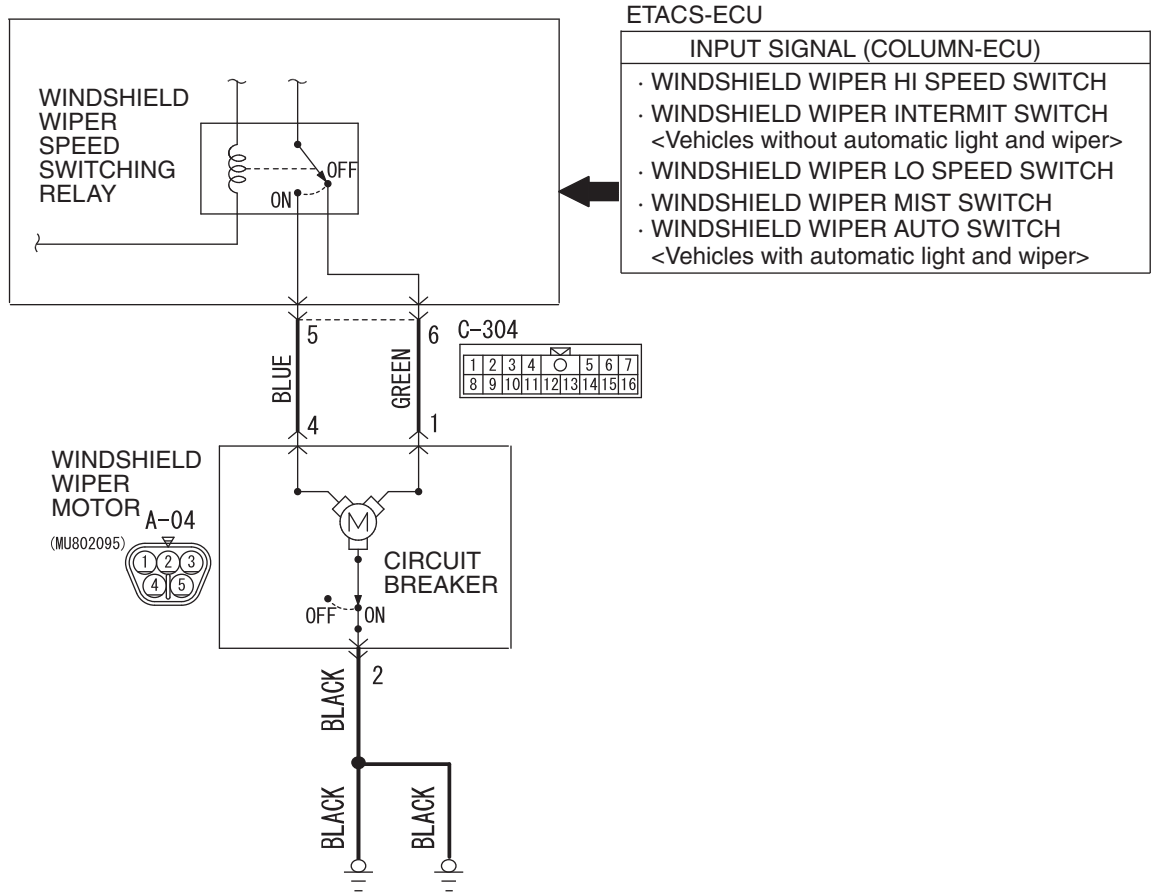 ETACS-ECU
INPUT SIGNAL (COLUMN-ECU)
· WINDSHIELD WIPER HI SPEED SWITCH
· WINDSHIELD WIPER INTERMIT SWITCH
<Vehicles without automatic light and wiper>
· WINDSHIELD WIPER LO SPEED SWITCH
· WINDSHIELD WIPER MIST SWITCH
· WINDSHIELD WIPER AUTO SWITCH
<Vehicles with automatic light and wiper>
WINDSHIELD
WIPER
SPEED
SWITCHING
RELAY
OFF
ON
5
6
C-304
1 2 3 4 5 6 7
8 9 10 11 12 13 14 15 16
BLUE
GREEN
4
1
WINDSHIELD
WIPER
MOTOR
A-04
(MU802095)
1 2 3
4 5
M
CIRCUIT
BREAKER
OFF
ON
2
BLACK
BLACK
BLACK